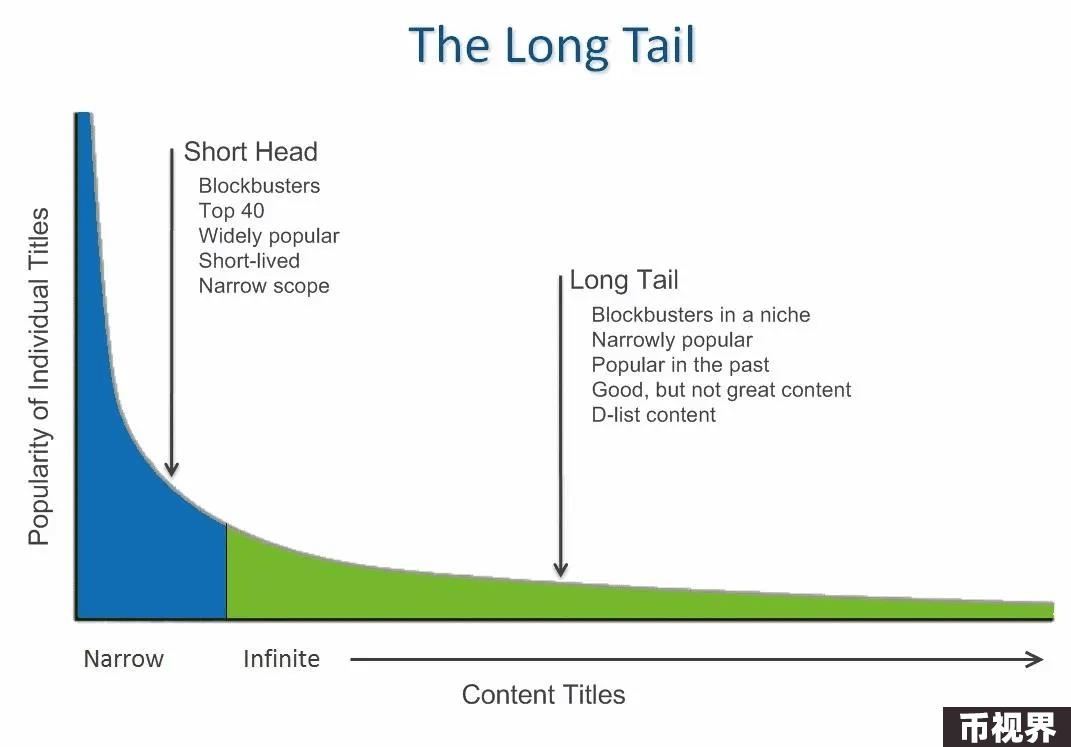 The Long Tail
Popularity of Individual Titles
Short Head
Blockbusters
Top 40
Widely popular
Short-lived
Narrow scope
Long Tail
Blockbusters in a niche
Narrowly popular
Popular in the past
Good, but not great content
D-list content
Narrow
Infinite
Content Titles
币视界